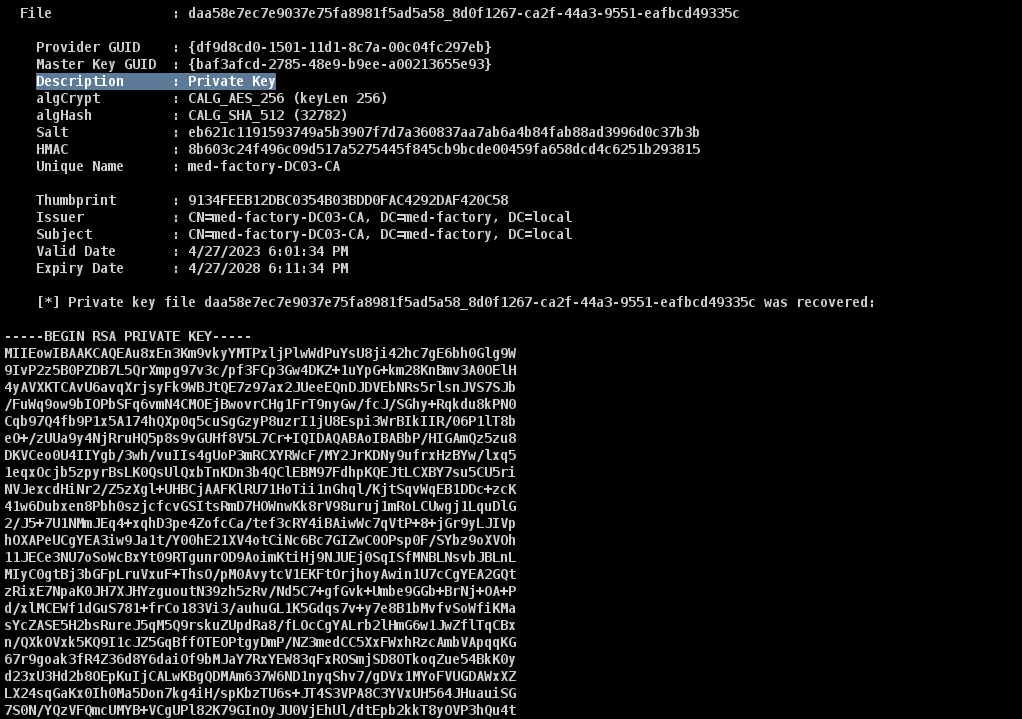 File : daa58e7ec7e9037e75fa8981f5ad5a58_8d0f1267-ca2f-44a3-9551-eafbcd49335c
Provider GUID : {df9d8cd0-1501-11d1-8c7a-00c04fc297eb}
Master Key GUID : {baf3afcd-2785-48e9-b9ee-a00213655e93}
Description : Private Key
algCrypt : CALG_AES_256 (keyLen 256)
algHash : CALG_SHA_512 (32782)
Salt : eb621c1191593749a5b3907f7d7a360837aa7ab6a4b84fab88ad3996d0c37b3b
HMAC : 8b603c24f496c09d517a5275445f845cb9bcde00459fa658dcd4c6251b293815
Unique Name : med-factory-DC03-CA
Thumbprint : 9134FEEB12DBC0354B03BDD0FAC4292DAF420C58
Issuer : CN=med-factory-DC03-CA, DC=med-factory, DC=local
Subject : CN=med-factory-DC03-CA, DC=med-factory, DC=local
Valid Date : 4/27/2023 6:01:34 PM
Expiry Date : 4/27/2028 6:11:34 PM
[*] Private key file daa58e7ec7e9037e75fa8981f5ad5a58_8d0f1267-ca2f-44a3-9551-eafbcd49335c was recovered:
-----BEGIN RSA PRIVATE KEY-----
MIIEowIBAAKCAQEAu8xEn3Km9vkyYMTPxljPlwWdPuYsU8ji42hc7gE6bh0Glg9W
9IvP2z5B0PZDB7L5QrXmpg97v3c/pf3FCp3Gw4DKZ+1uYpG+km28KnBmv3A0OElH
4yAVXKTCAvU6avqXrjsyFk9WBJtQE7z97ax2JUeeEQnDJDVEbNRs5rlsnJVS7SJb
/FuWq9ow9bIOPbSFq6vmN4CMOEjBwovrCHg1FrT9nyGw/fcJ/SGhy+Rqkdu8kPN0
Cqb97Q4fb9P1x5A174hQXp0q5cuSgGzyP8uzrI1jU8Espi3WrBIkIIR/06P1lT8b
eO+/zUUa9y4NjRruHQ5p8s9vGUHf8V5L7Cr+IQIDAQABAoIBABbP/HIGAmQz5zu8
DKVCeo0U4IIYgb/3wh/vuIIs4gUoP3mRCXYRWcF/MY2JrKDNy9ufrxHzBYw/lxq5
1eqxOcjb5zpyrBsLK0QsUlQxbTnKDn3b4QClEBM97FdhpKQEJtLCXBY7su5CU5ri
NVJexcdHiNr2/Z5zXgl+UHBCjAAFKlRU71HoTii1nGhql/KjtSqvWqEB1DDc+zcK
41w6Dubxen8Pbh0szjcfcvGSItsRmD7HOWnwKk8rV98uruj1mRoLCUwgj1LquDlG
2/J5+7U1NMmJEq4+xqhD3pe4ZofcCa/tef3cRY4iBAiwWc7qVtP+8+jGr9yLJIVp
hOXAPeUCgYEA3iw9Ja1t/Y00hE21XV4otCiNc6Bc7GIZwC0OPsp0F/SYbz9oXVOh
11JECe3NU7oSoWcBxYt09RTgunrOD9AoimKtiHj9NJUEj0SqISfMNBLNsvbJBLnL
MIyC0gtBj3bGFpLruVxuF+ThsO/pM0AvytcV1EKFtOrjhoyAwin1U7cCgYEA2GQt
zRixE7NpaK0JH7XJHYzguoutN39zh5zRv/Nd5C7+gfGvk+Umbe9GGb+BrNj+OA+P
d/xlMCEWf1dGuS781+frCo183Vi3/auhuGL1K5Gdqs7v+y7e8B1bMvfvSoWfiKMa
sYcZASE5H2bsRureJ5qM5Q9rskuZUpdRa8/fLOcCgYALrb2lHmG6w1JwZflTqCBx
n/QXkOVxk5KQ9I1cJZ5GqBffOTEOPtgyDmP/NZ3medCC5XxFWxhRzcAmbVApqqKG
67r9goak3fR4Z36d8Y6daiOf9bMJaY7RxYEW83qFxROSmjSD8OTkoqZue54BkK0y
d23xU3Hd2b8OEpKuIjCALwKBgQDMAm637W6ND1nyqShv7/gDVx1MYoFVUGDAWxXZ
LX24sqGaKx0Ih0Ma5Don7kg4iH/spKbzTU6s+JT4S3VPA8C3YVxUH564JHuauiSG
7S0N/YQzVFQmcUMYB+VCgUPl82K79GInOyJU0VjEhUl/dtEpb2kkT8yOVP3hQu4t